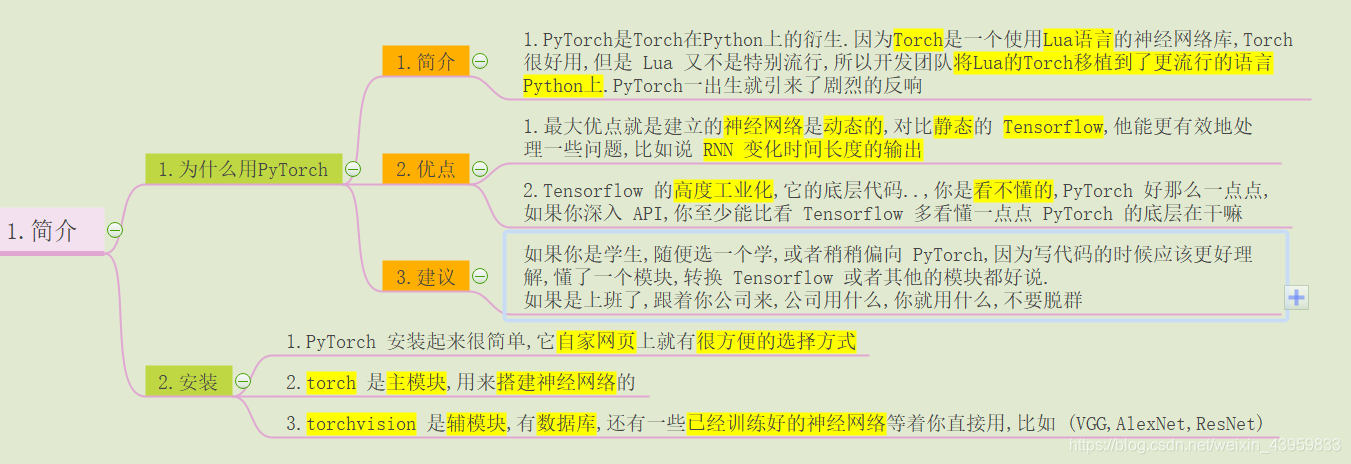 1.简介
1.为什么用PyTorch
1.简介
1.PyTorch是Torch在Python上的衍生.因为Torch是一个使用Lua语言的神经网络库,Torch
很好用,但是 Lua 又不是特别流行,所以开发团队将Lua的Torch移植到了更流行的语言
Python上.PyTorch一出生就引来了剧烈的反响
2.优点
1.最大优点就是建立的神经网络是动态的,对比静态的 Tensorflow,他能更有效地处
理一些问题,比如说 RNN 变化时间长度的输出
2.Tensorflow 的高度工业化,它的底层代码..,你是看不懂的,PyTorch 好那么一点点,
如果你深入 API,你至少能比看 Tensorflow 多看懂一点点 PyTorch 的底层在干嘛
3.建议
如果你是学生,随便选一个学,或者稍稍偏向 PyTorch,因为写代码的时候应该更好理
解,懂了一个模块,转换 Tensorflow 或者其他的模块都好说.
如果是上班了,跟着你公司来,公司用什么,你就用什么,不要脱群
2.安装
1.PyTorch 安装起来很简单,它自家网页上就有很方便的选择方式
2.torch 是主模块,用来搭建神经网络的
3.torchvision 是辅模块,有数据库,还有一些已经训练好的神经网络等着你直接用,比如 (VGG,AlexNet,ResNet)
https://blog.csdn.net/weixin_43959833